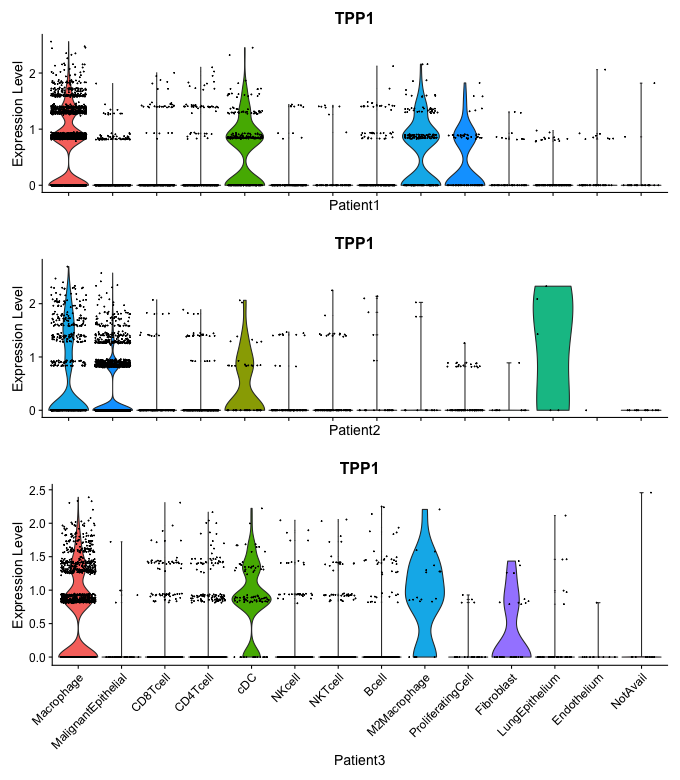 TPP1
Expression Level
2
1
0
Patient1
TPP1
Expression Level
2
1
0
Patient2
TPP1
Expression Level
2.5
2.0
1.5
1.0
0.5
0.0
Macrophage
MalignantEpithelial
CD8Tcell
CD4Tcell
cDC
NKcell
NKTcell
Bcell
M2Macrophage
ProliferatingCell
Fibroblast
LungEpithelium
Endothelium
NotAvail
Patient3